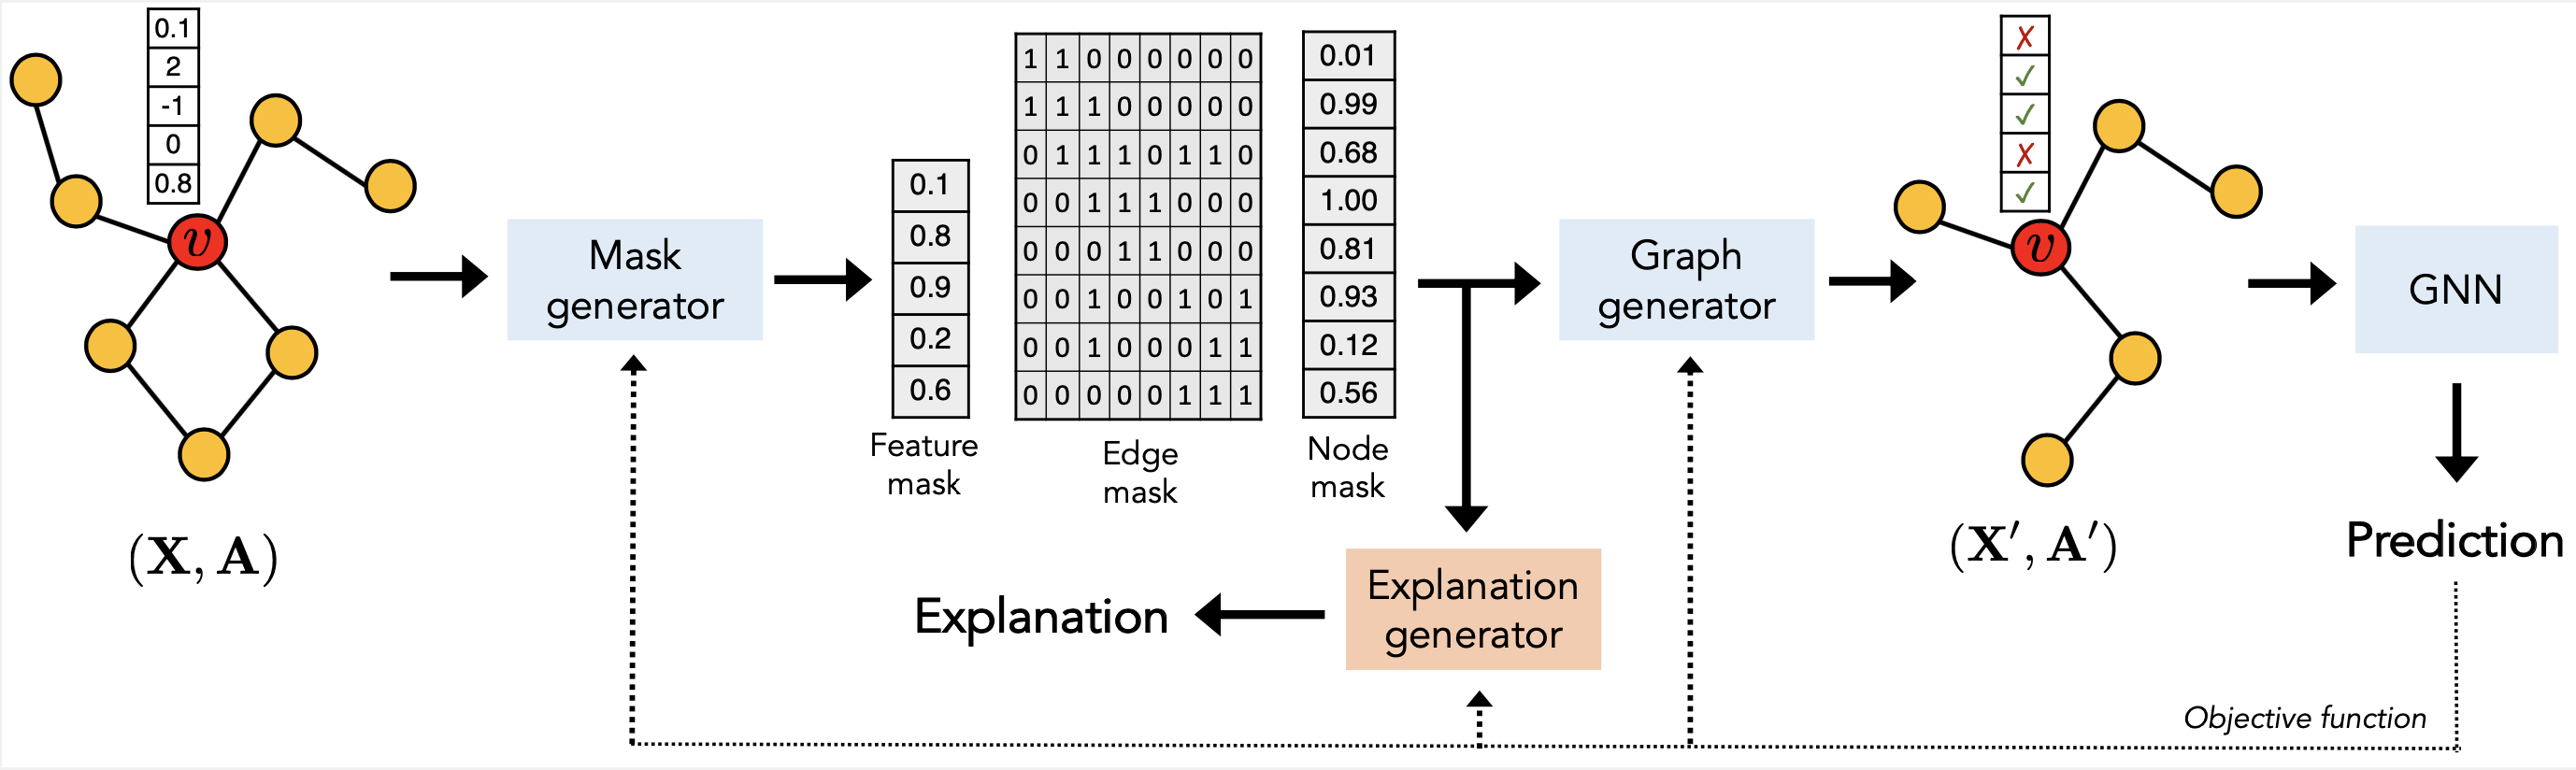 0.1
2
-1
0
0.8
v
(X, A)
Mask
generator
0.1
0.8
0.9
0.2
0.6
Feature
mask
1 1 0 0 0 0 0 0
1 1 1 0 0 0 0 0
0 1 1 1 0 1 1 0
0 0 1 1 1 0 0 0
0 0 0 1 1 0 0 0
0 0 1 0 0 1 0 1
0 0 1 0 0 0 1 1
0 0 0 0 0 1 1 1
Edge
mask
0.01
0.99
0.68
1.00
0.81
0.93
0.12
0.56
Node
mask
Graph
generator
Explanation
generator
Explanation
✗
✓
✓
✗
✓
v
(X′, A′)
GNN
Prediction
Objective function